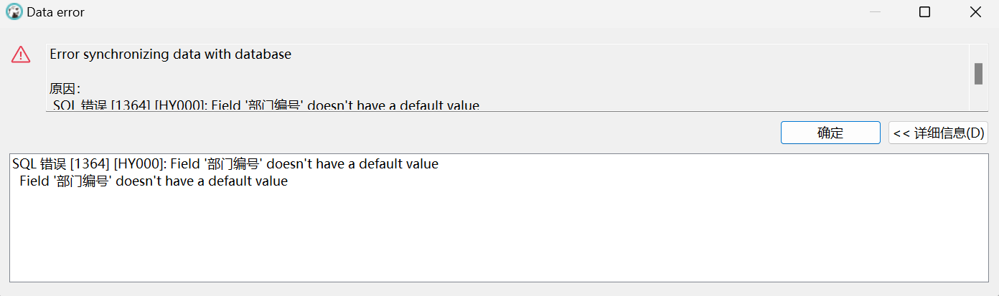 Data error
Error synchronizing data with database
原因:
SQL 错误 [1364] [HY000]: Field '部门编号' doesn't have a default value
确定
<< 详细信息(D)
SQL 错误 [1364] [HY000]: Field '部门编号' doesn't have a default value
Field '部门编号' doesn't have a default value